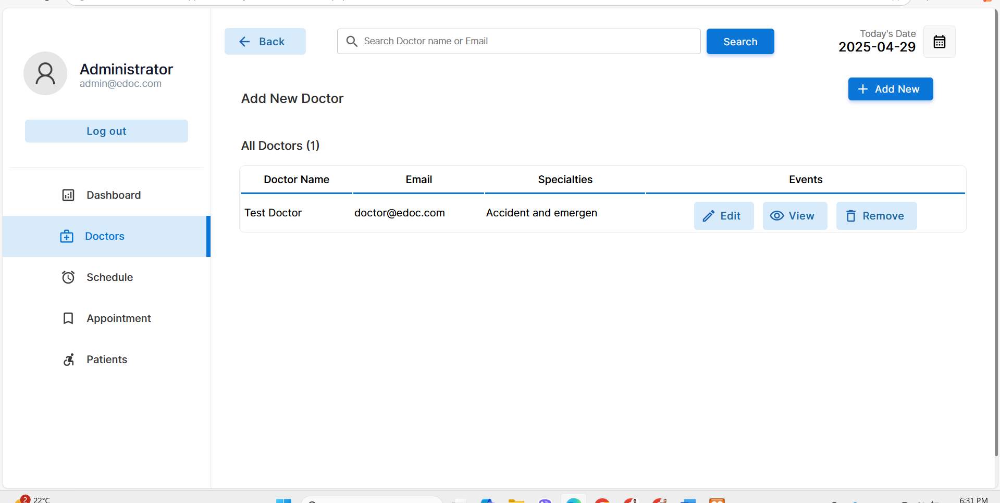 Administrator
admin@edoc.com
Log out
Dashboard
Doctors
Schedule
Appointment
Patients
Back
Search Doctor name or Email
Search
Today's Date
2025-04-29
Add New Doctor
Add New
All Doctors (1)
Doctor Name Email Specialties Events
Test Doctor doctor@edoc.com Accident and emergen Edit View Remove
2
22°C
6:31 PM